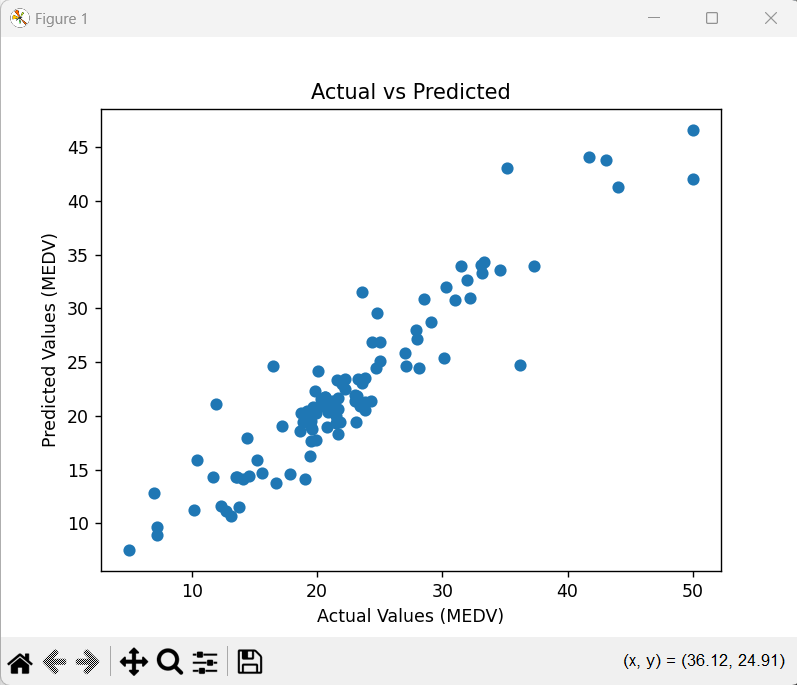 Figure 1
Actual vs Predicted
Predicted Values (MEDV)
45
40
35
30
25
20
15
10
10 20 30 40 50
Actual Values (MEDV)
(x, y) = (36.12, 24.91)